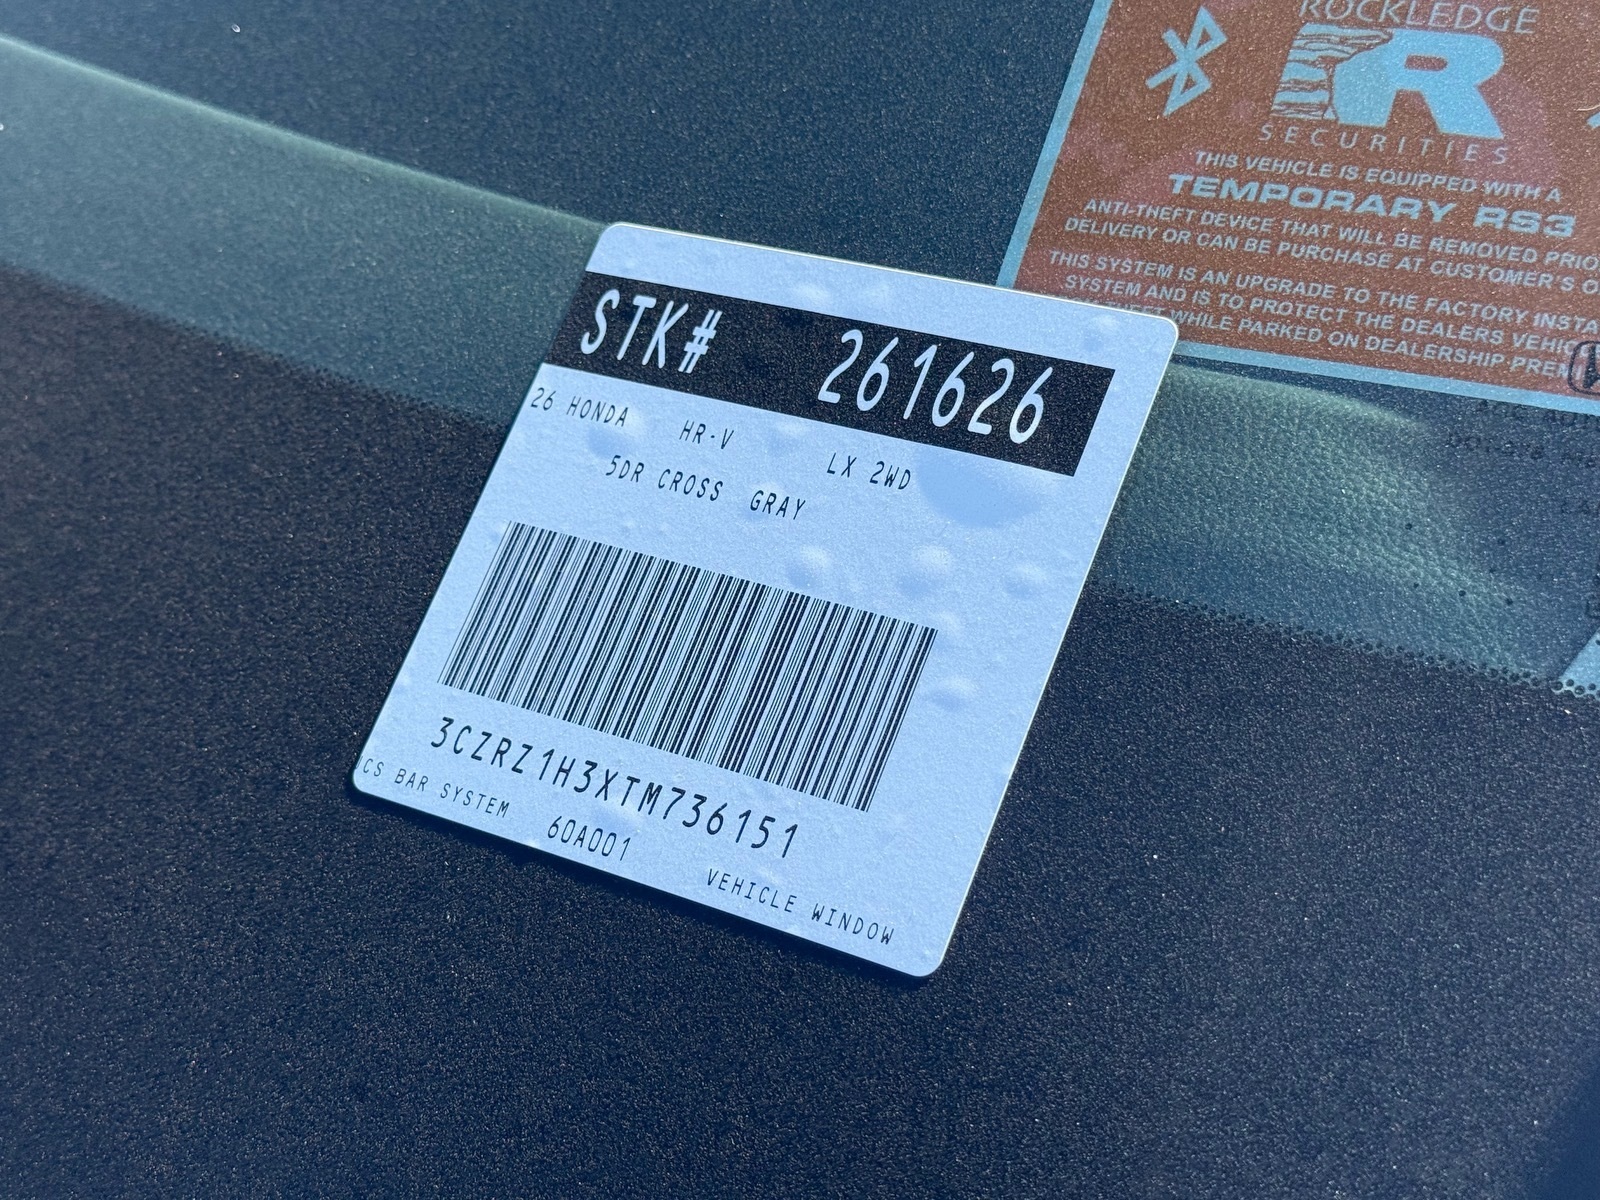 ROCKLEDGE
R
SECURITIES
THIS VEHICLE IS EQUIPPED WITH A
TEMPORARY RS3
ANTI-THEFT DEVICE THAT WILL BE REMOVED
DELIVERY OR CAN BE PURCHASE AT CUSTOMER'S
THIS SYSTEM IS AN UPGRADE TO THE FACTORY
SYSTEM AND IS TO PROTECT THE DEALERS
WHILE PARKED ON DEALERSHIP
STK# 261626
26 HONDA HR-V LX 2WD
5DR CROSS GRAY
3CZRZ1H3XTM736151
CS BAR SYSTEM 60A001 VEHICLE WINDOW